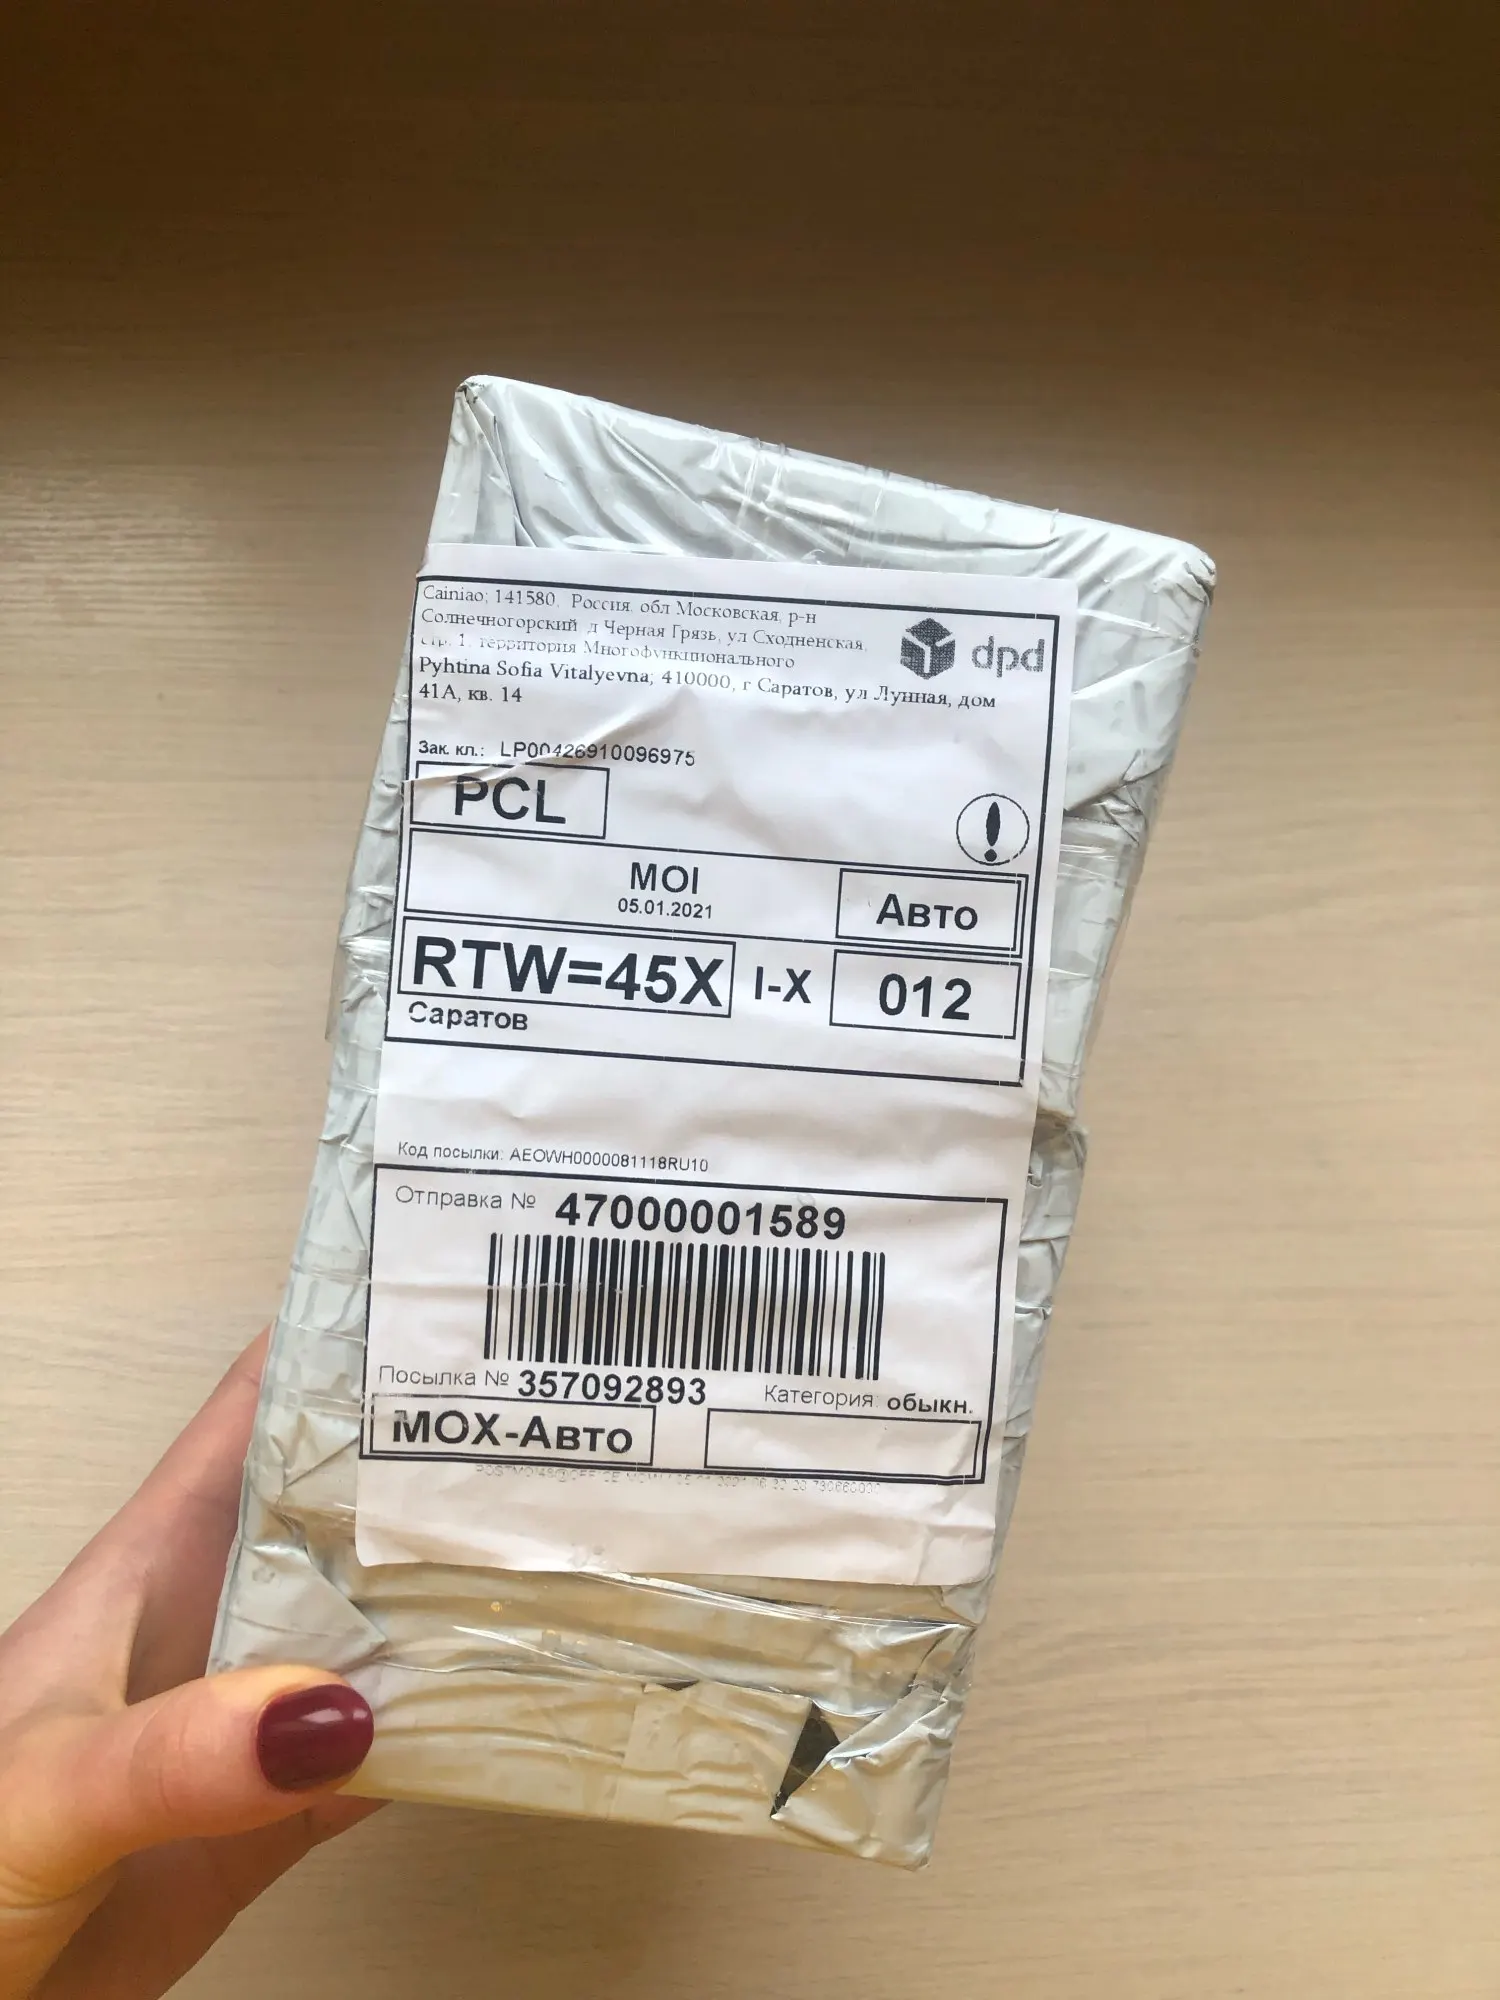 Cainiao; 141580, Россия, обл Московская, р-н
Солнечногорский, д Черная Грязь, ул Сходненская,
стр. 1, территория Многофункционального
dpd
Pyhtina Sofia Vitalyevna; 410000, г Саратов, ул Лунная, дом
41А, кв. 14
Зак. кл.: LP00426910096975
PCL
MOI
05.01.2021
Авто
RTW=45X I-X 012
Саратов
Код посылки: AEOWH0000081118RU10
Отправка № 47000001589
Посылка № 357092893 Категория: обыкн.
МОХ-Авто